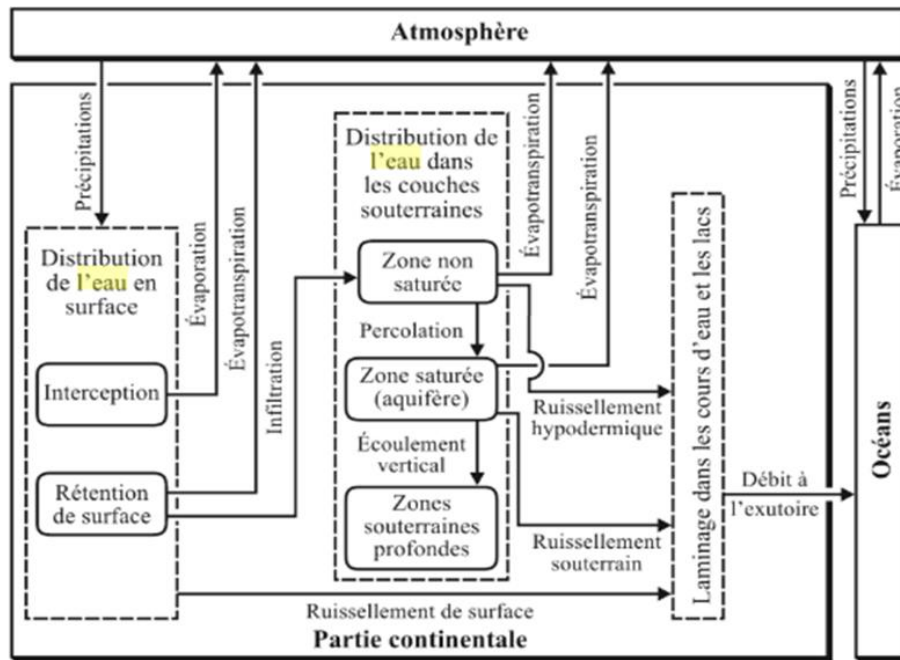 Atmosphère
Précipitations
Évaporation
Évapotranspiration
Distribution
de l'eau en
surface
Interception
Rétention
de surface
Infiltration
Distribution de
l'eau dans
les couches
souterraines
Zone non
saturée
Percolation
Zone saturée
(aquifère)
Écoulement
vertical
Zones
souterraines
profondes
Évapotranspiration
Évapotranspiration
Ruissellement
hypodermique
Ruissellement
souterrain
Ruissellement de surface
Laminage dans les cours d'eau et les lacs
Débit à
l'exutoire
Précipitations
Évaporation
Océans
Partie continentale